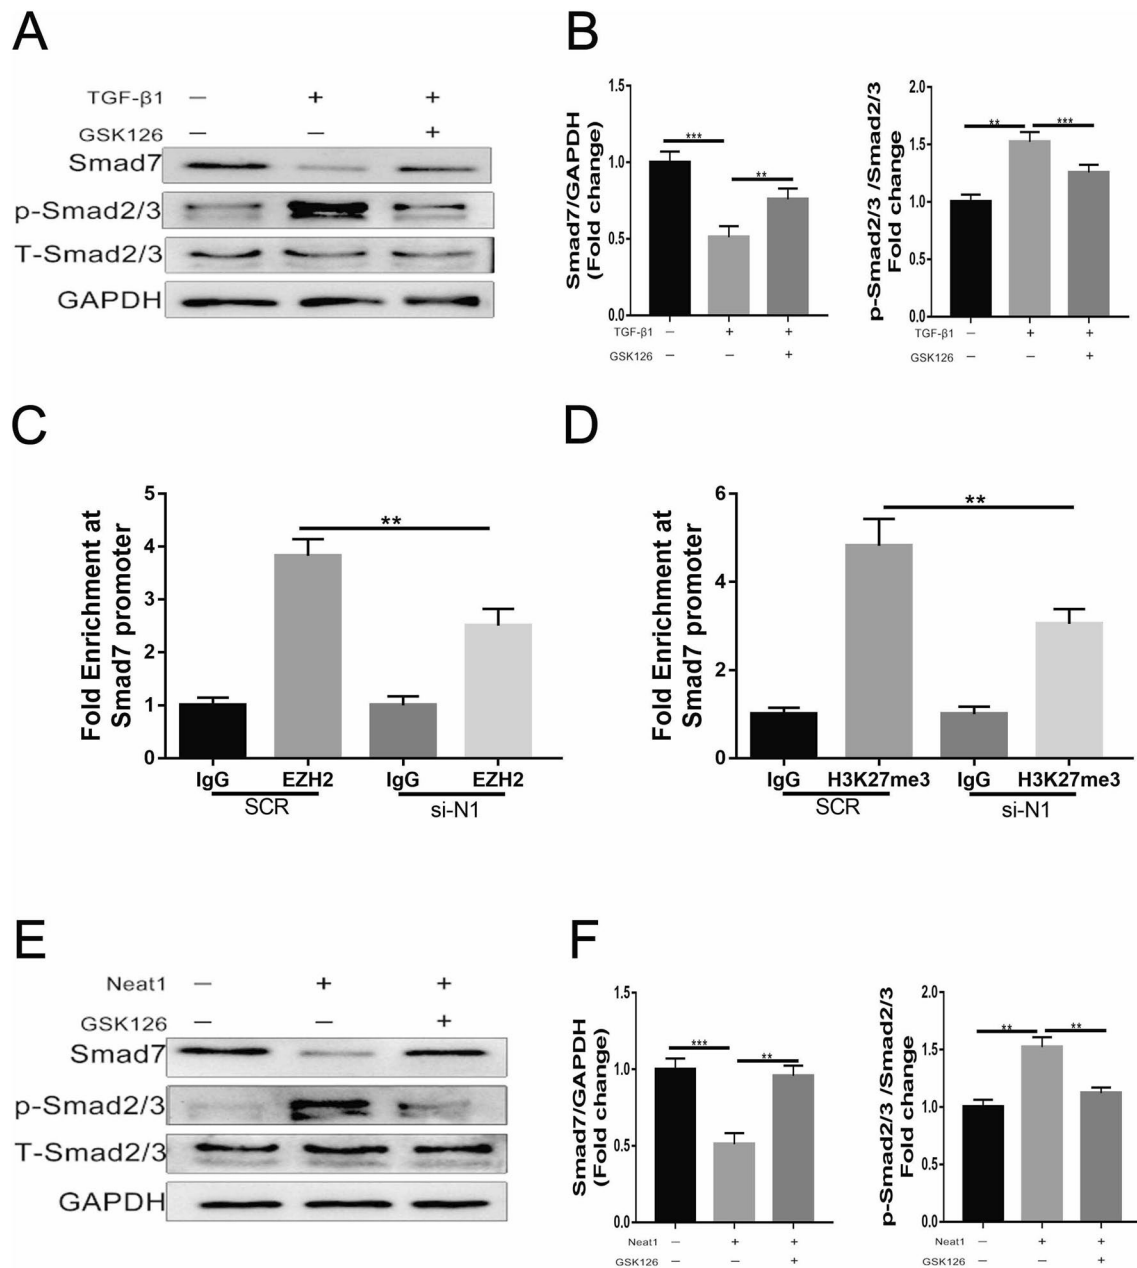 A
TGF-β1 – + +
GSK126 – – +
Smad7
p-Smad2/3
T-Smad2/3
GAPDH
B
Smad7/GAPDH
(Fold change)
1.5
1.0
0.5
0.0
***
**
TGF-β1 – + +
GSK126 – – +
p-Smad2/3 /Smad2/3
Fold change
2.0
1.5
1.0
0.5
0.0
**
***
TGF-β1 – + +
GSK126 – – +
C
Fold Enrichment at
Smad7 promoter
5
4
3
2
1
0
**
IgG EZH2 IgG EZH2
SCR si-N1
D
Fold Enrichment at
Smad7 promoter
6
4
2
0
**
IgG H3K27me3 IgG H3K27me3
SCR si-N1
E
Neat1 – + +
GSK126 – – +
Smad7
p-Smad2/3
T-Smad2/3
GAPDH
F
Smad7/GAPDH
(Fold change)
1.5
1.0
0.5
0.0
***
**
Neat1 – + +
GSK126 – – +
p-Smad2/3 /Smad2/3
Fold change
2.0
1.5
1.0
0.5
0.0
**
**
Neat1 – + +
GSK126 – – +